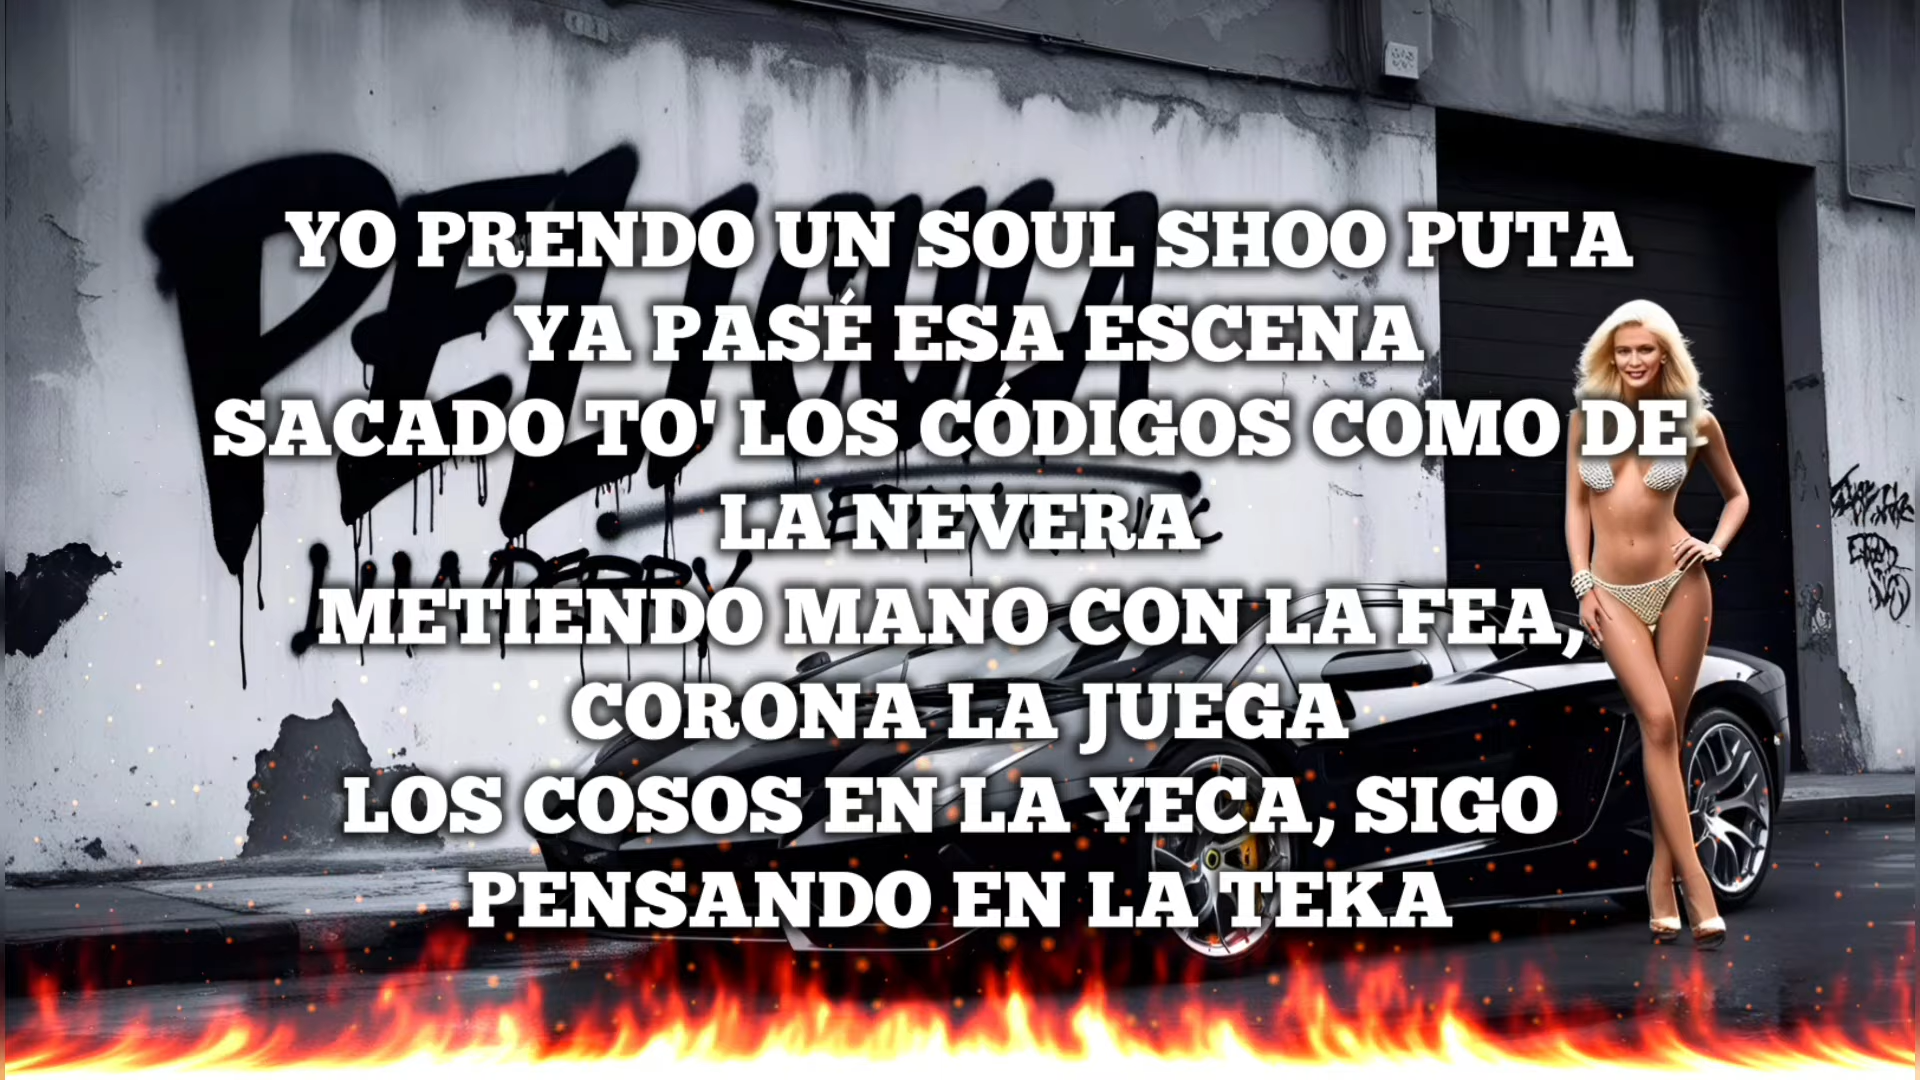 PELICULA
YO PRENDO UN SOUL SHOO PUTA
YA PASÉ ESA ESCENA
SACADO TO' LOS CÓDIGOS COMO DE
LA NEVERA
METIENDO MANO CON LA FEA,
CORONA LA JUEGA
LOS COSOS EN LA YECA, SIGO
PENSANDO EN LA TEKA